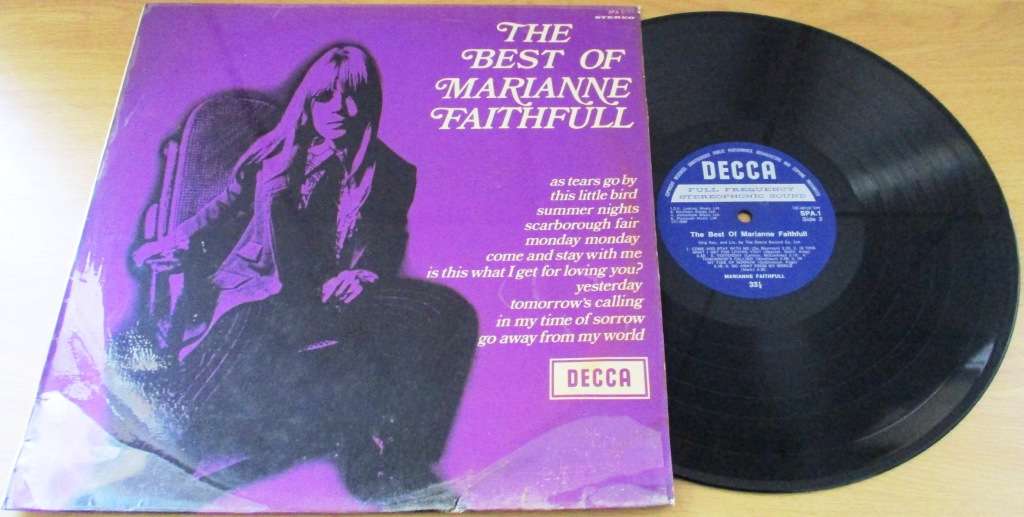 STEREO
THE
BEST OF
MARIANNE
FAITHFULL
as tears go by
this little bird
summer nights
scarborough fair
monday monday
come and stay with me
is this what I get for loving you?
yesterday
tomorrow's calling
in my time of sorrow
go away from my world
DECCA
DECCA
FULL FREQUENCY
STEREOPHONIC SOUND
SPA.1
Side 2
The Best Of Marianne Faithfull
MARIANNE FAITHFULL
33⅓